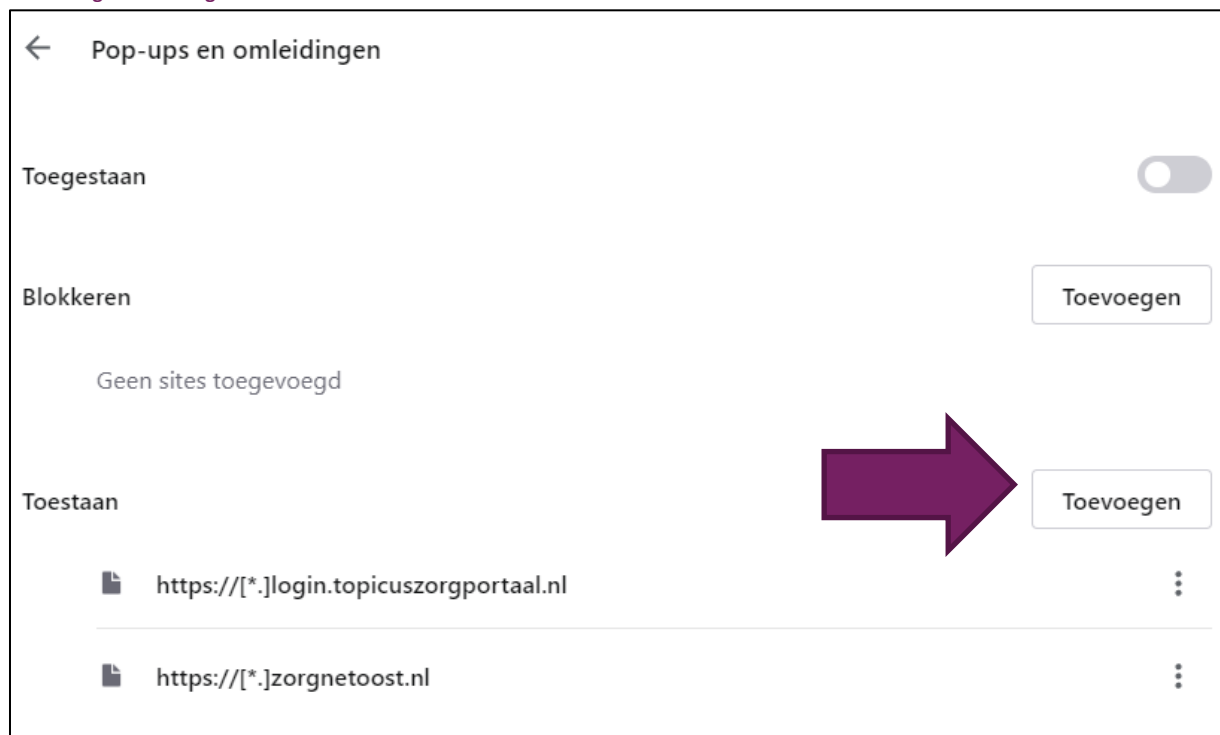 Pop-ups en omleidingen
Toegestaan
Blokkeren
Toevoegen
Geen sites toegevoegd
Toestaan
Toevoegen
https://[*.]login.topicuszorgportaal.nl
https://[*.]zorgnetoost.nl